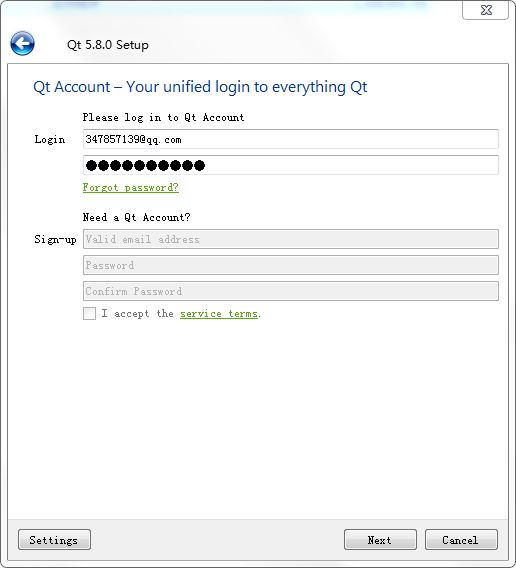 Qt 5.8.0 Setup
Qt Account – Your unified login to everything Qt
Please log in to Qt Account
Login
347857139@qq.com
●●●●●●●●●●
Forgot password?
Need a Qt Account?
Sign-up
Valid email address
Password
Confirm Password
I accept the service terms.
Settings
Next
Cancel